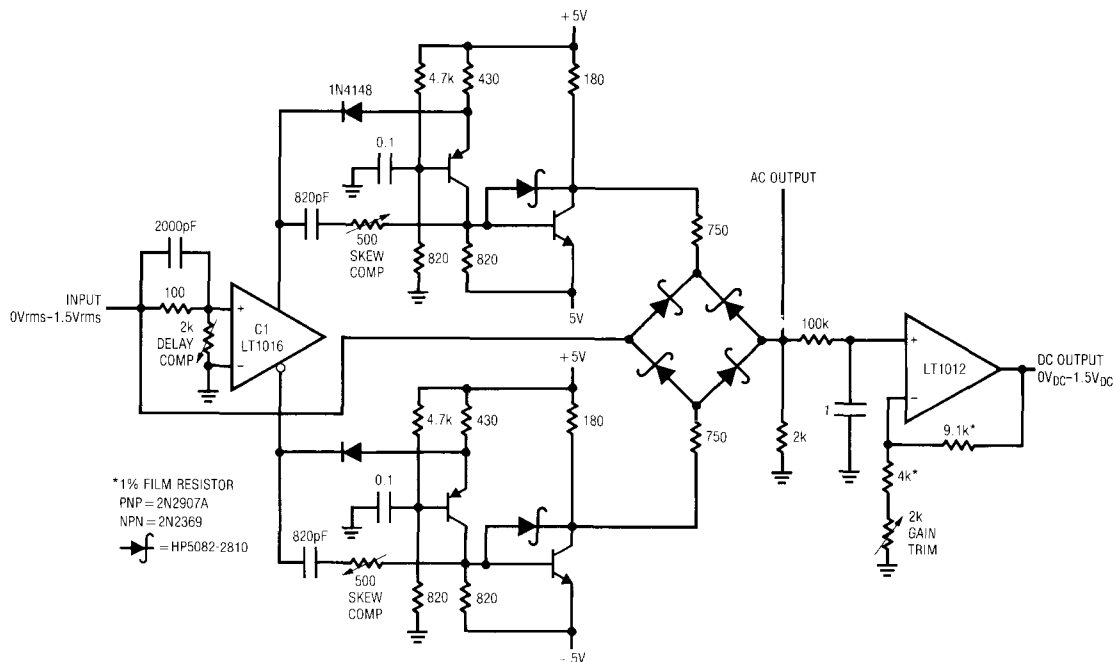 +5V
4.7k
430
180
1N4148
0.1
820pF
500
SKEW
COMP
820
820
5V
AC OUTPUT
750
2000pF
INPUT
0Vrms–1.5Vrms
100
2k
DELAY
COMP
+
−
C1
LT1016
100k
+
−
LT1012
DC OUTPUT
0VDC–1.5VDC
1
2k
9.1k*
4k*
2k
GAIN
TRIM
+5V
4.7k
430
180
750
0.1
820pF
500
SKEW
COMP
820
820
-5V
*1% FILM RESISTOR
PNP = 2N2907A
NPN = 2N2369
= HP5082-2810